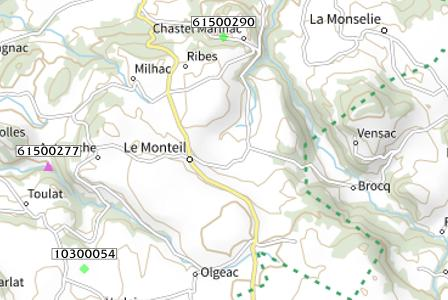 La Monselie
61500290
Chastel Marlhac
Ribes
Milhac
Vensac
Le Monteil
61500277
Brocq
Toulat
10300054
Olgeac